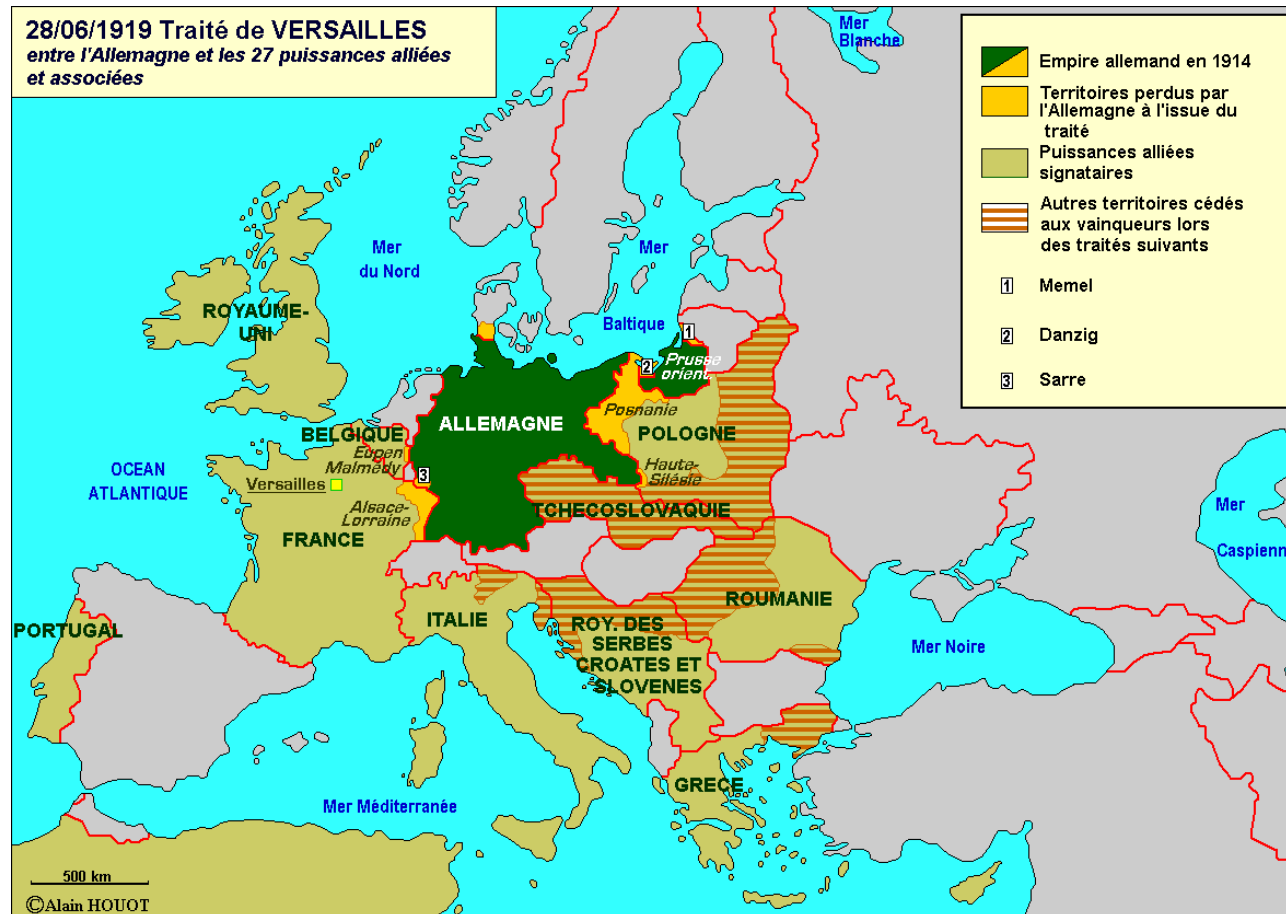 28/06/1919 Traité de VERSAILLES
entre l'Allemagne et les 27 puissances alliées
et associées
Mer
Blanche
Empire allemand en 1914
Territoires perdus par
l'Allemagne à l'issue du
traité
Puissances alliées
signataires
Autres territoires cédés
aux vainqueurs lors
des traités suivants
1 Memel
2 Danzig
3 Sarre
Mer
du Nord
Mer
Baltique
ROYAUME-
UNI
1
2
Prusse
orient.
Posnanie
ALLEMAGNE
POLOGNE
BELGIQUE
Eupen
Malmédy
3
Haute-
Silésie
OCEAN
ATLANTIQUE
Versailles
Alsace-
Lorraine
TCHECOSLOVAQUIE
FRANCE
Mer
Caspienn
ROUMANIE
ITALIE
PORTUGAL
ROY. DES
SERBES
CROATES ET
SLOVENES
Mer Noire
GRECE
Mer Méditerranée
500 km
©Alain HOUOT